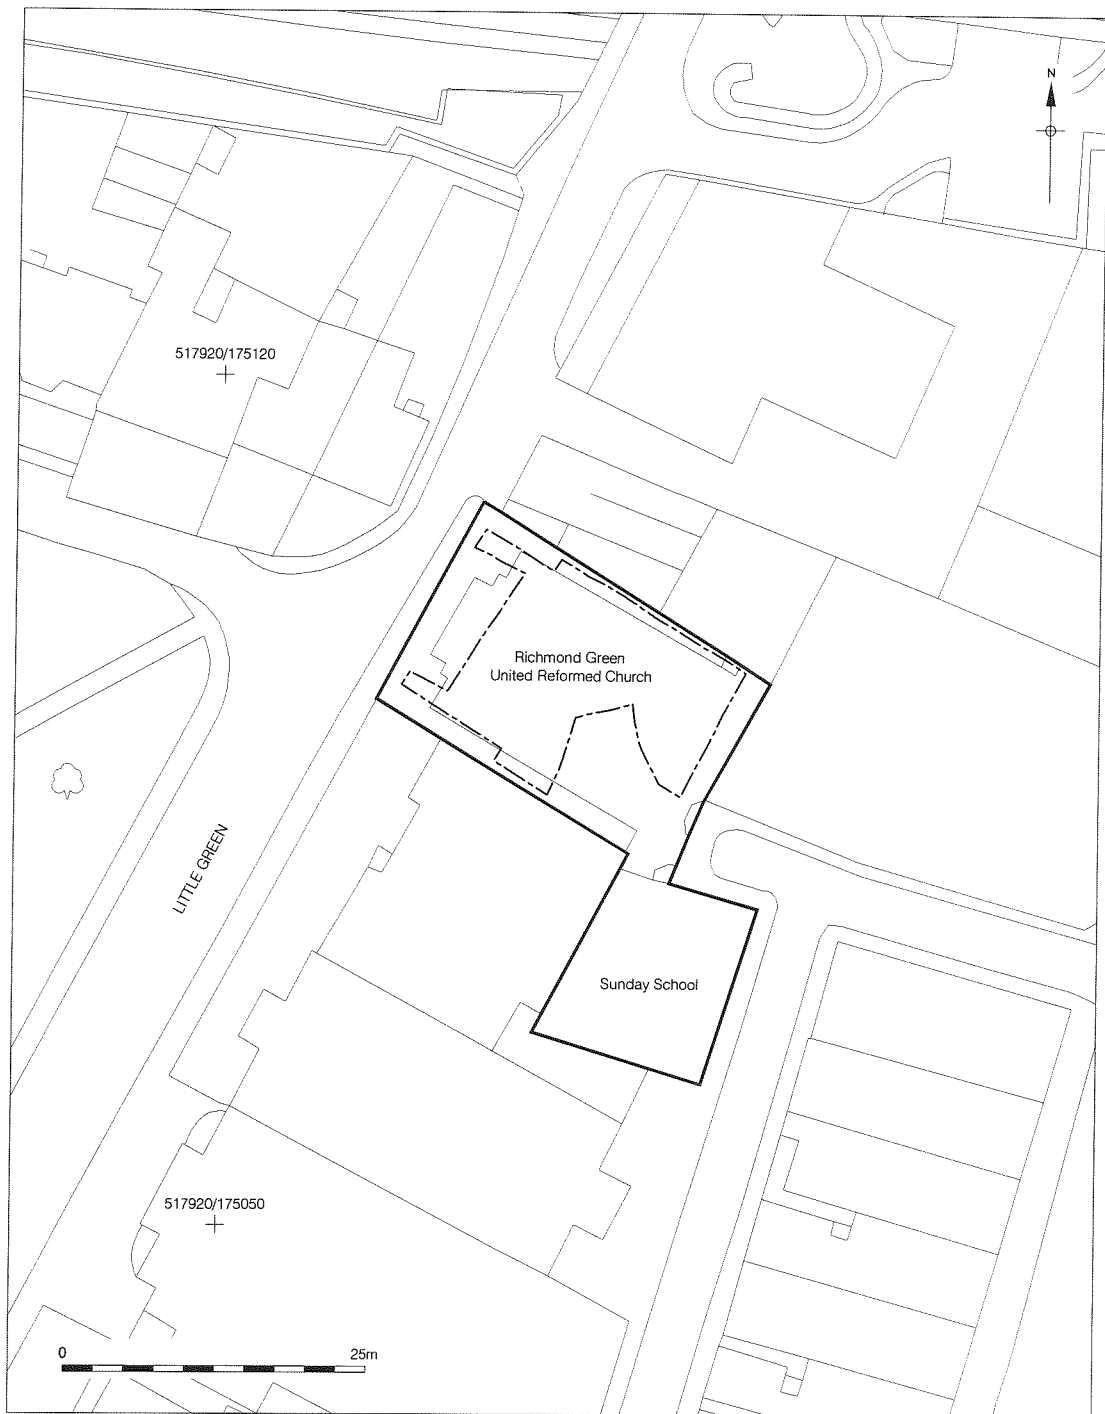 N
517920/175120
Richmond Green
United Reformed Church
LITTLE GREEN
Sunday School
517920/175050
0 25m